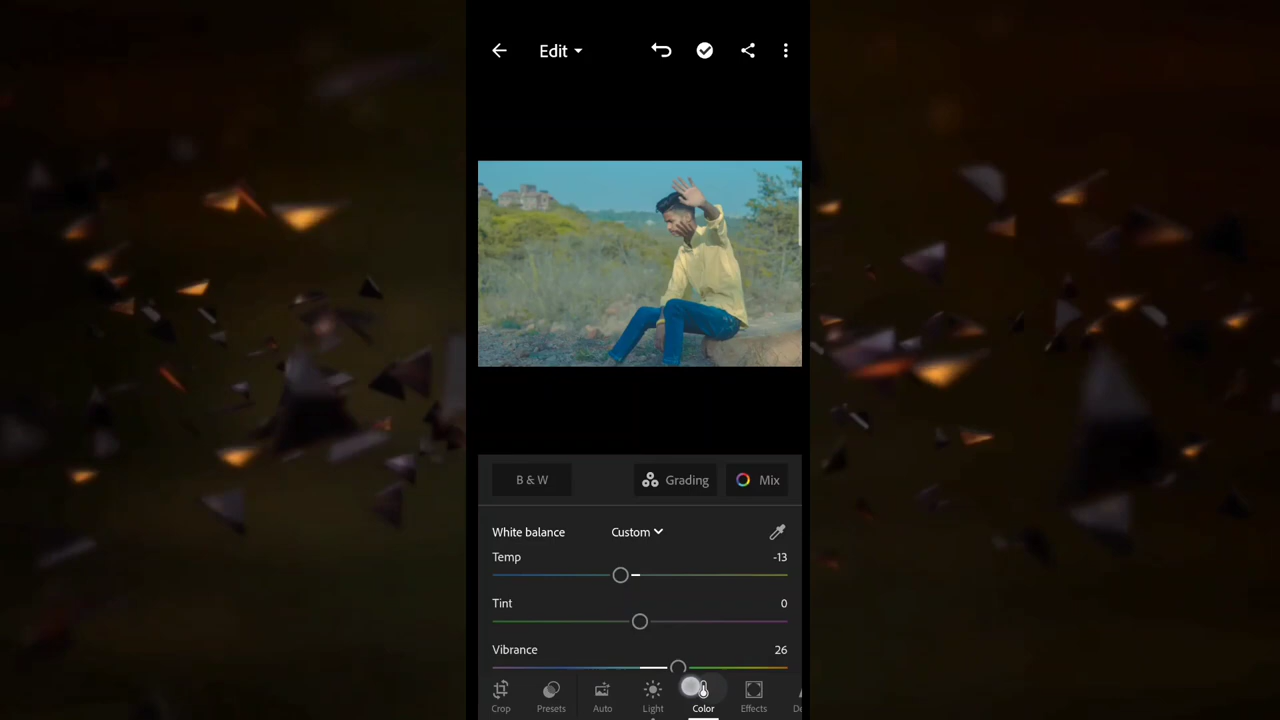 Edit
B & W
Grading
Mix
White balance
Custom
Temp
-13
Tint
0
Vibrance
26
Crop
Presets
Auto
Light
Color
Effects